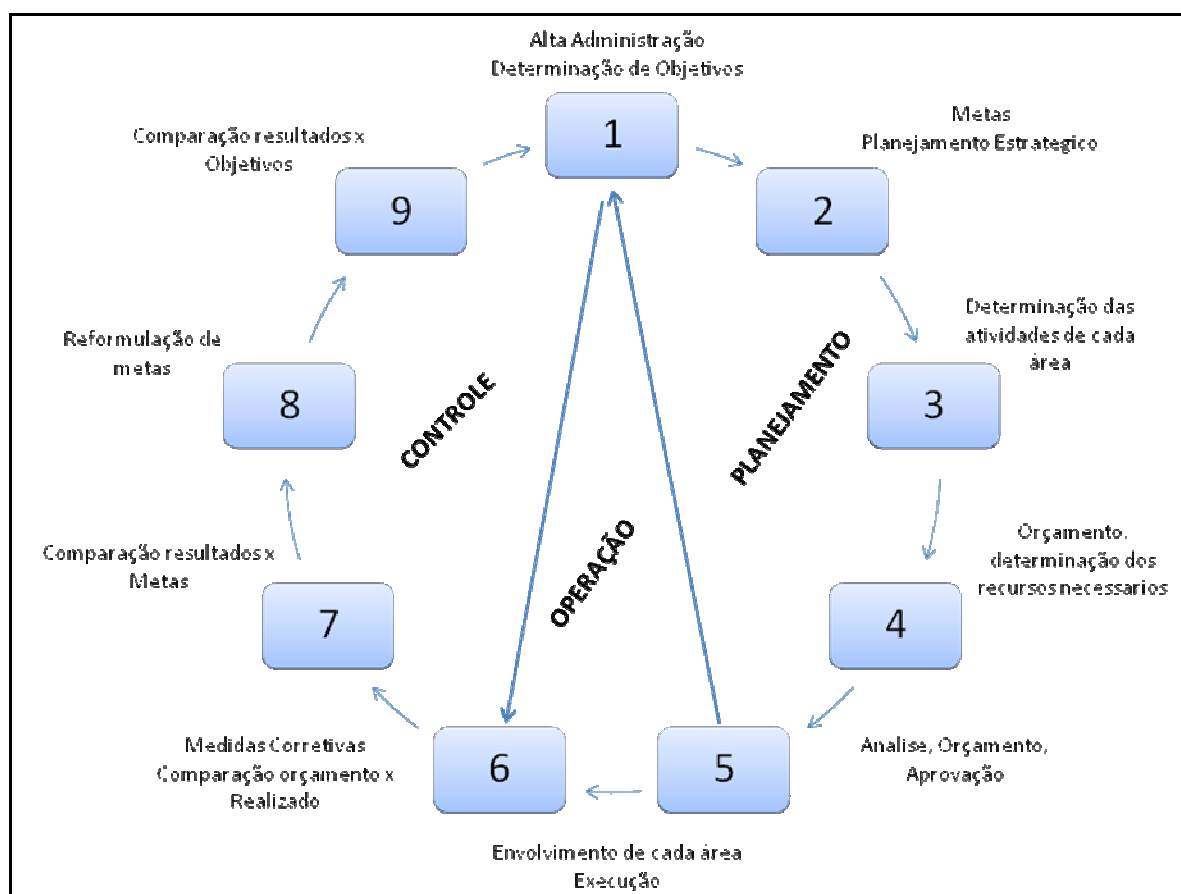 Alta Administração
Determinação de Objetivos
1
Metas
Planejamento Estrategico
2
Determinação das
atividades de cada
área
3
Orçamento.
determinação dos
recursos necessarios
4
Analise, Orçamento,
Aprovação
5
Envolvimento de cada área
Execução
6
Medidas Corretivas
Comparação orçamento x
Realizado
7
Comparação resultados x
Metas
8
Reformulação de
metas
9
Comparação resultados x
Objetivos
CONTROLE
OPERAÇÃO
PLANEJAMENTO